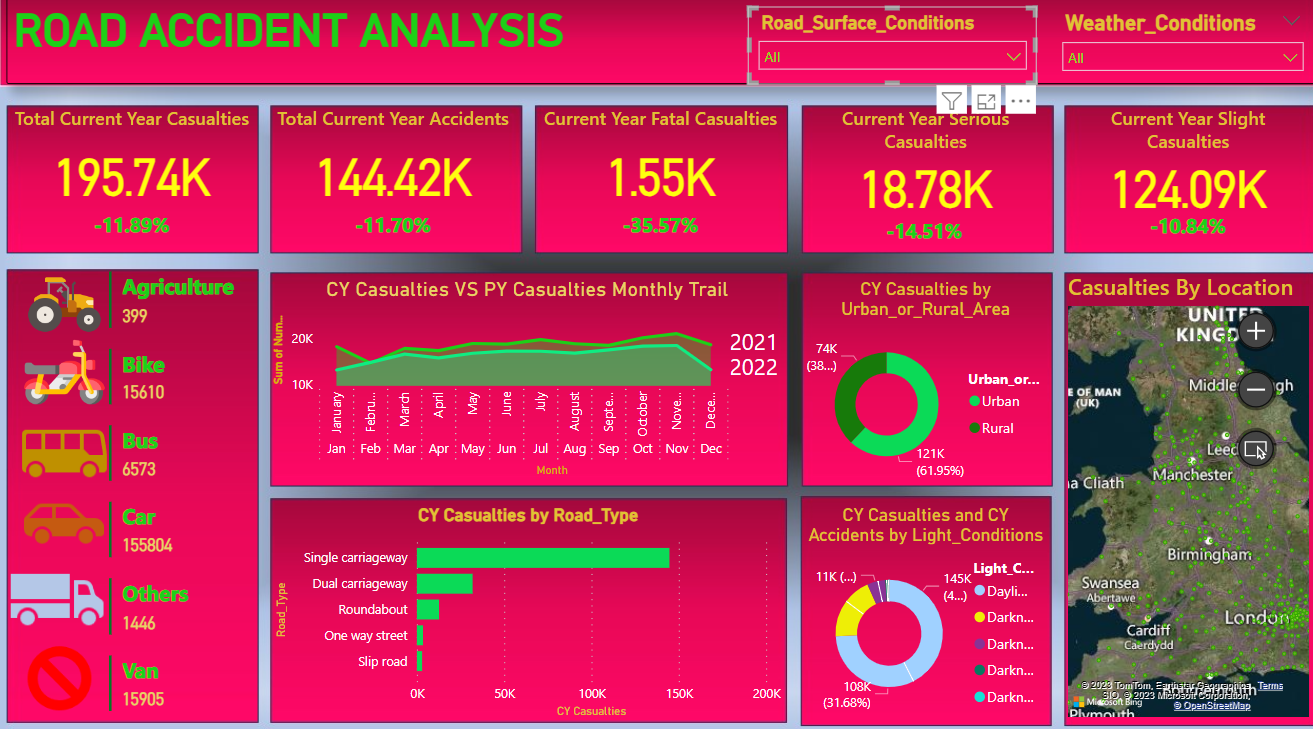 ROAD ACCIDENT ANALYSIS
Road_Surface_Conditions
All
Weather_Conditions
All
Total Current Year Casualties
195.74K
-11.89%
Total Current Year Accidents
144.42K
-11.70%
Current Year Fatal Casualties
1.55K
-35.57%
Current Year Serious
Casualties
18.78K
-14.51%
Current Year Slight
Casualties
124.09K
-10.84%
Agriculture
399
Bike
15610
Bus
6573
Car
155804
Others
1446
Van
15905
CY Casualties VS PY Casualties Monthly Trail
Sum of Num...
20K
10K
2021
2022
January Febru... March April May June July August Septe... October Nove... Dece...
Jan Feb Mar Apr May Jun Jul Aug Sep Oct Nov Dec
Month
CY Casualties by Road_Type
Road_Type
Single carriageway
Dual carriageway
Roundabout
One way street
Slip road
0K 50K 100K 150K 200K
CY Casualties
CY Casualties by
Urban_or_Rural_Area
74K
(38...)
121K
(61.95%)
Urban_or...
Urban
Rural
CY Casualties and CY
Accidents by Light_Conditions
11K (...)
145K
(4...)
108K
(31.68%)
Light_C...
Dayli...
Darkn...
Darkn...
Darkn...
Darkn...
Casualties By Location
UNITED
E OF MAN
(UK)
Manchester
a Cliath
Birmingham
Swansea
Abertawe
London
Cardiff
Caerdydd
© 2023 TomTom, Earthstar Geographics
SIO, © 2023 Microsoft Corporation,
Terms
Microsoft Bing
© OpenStreetMap
Plymouth